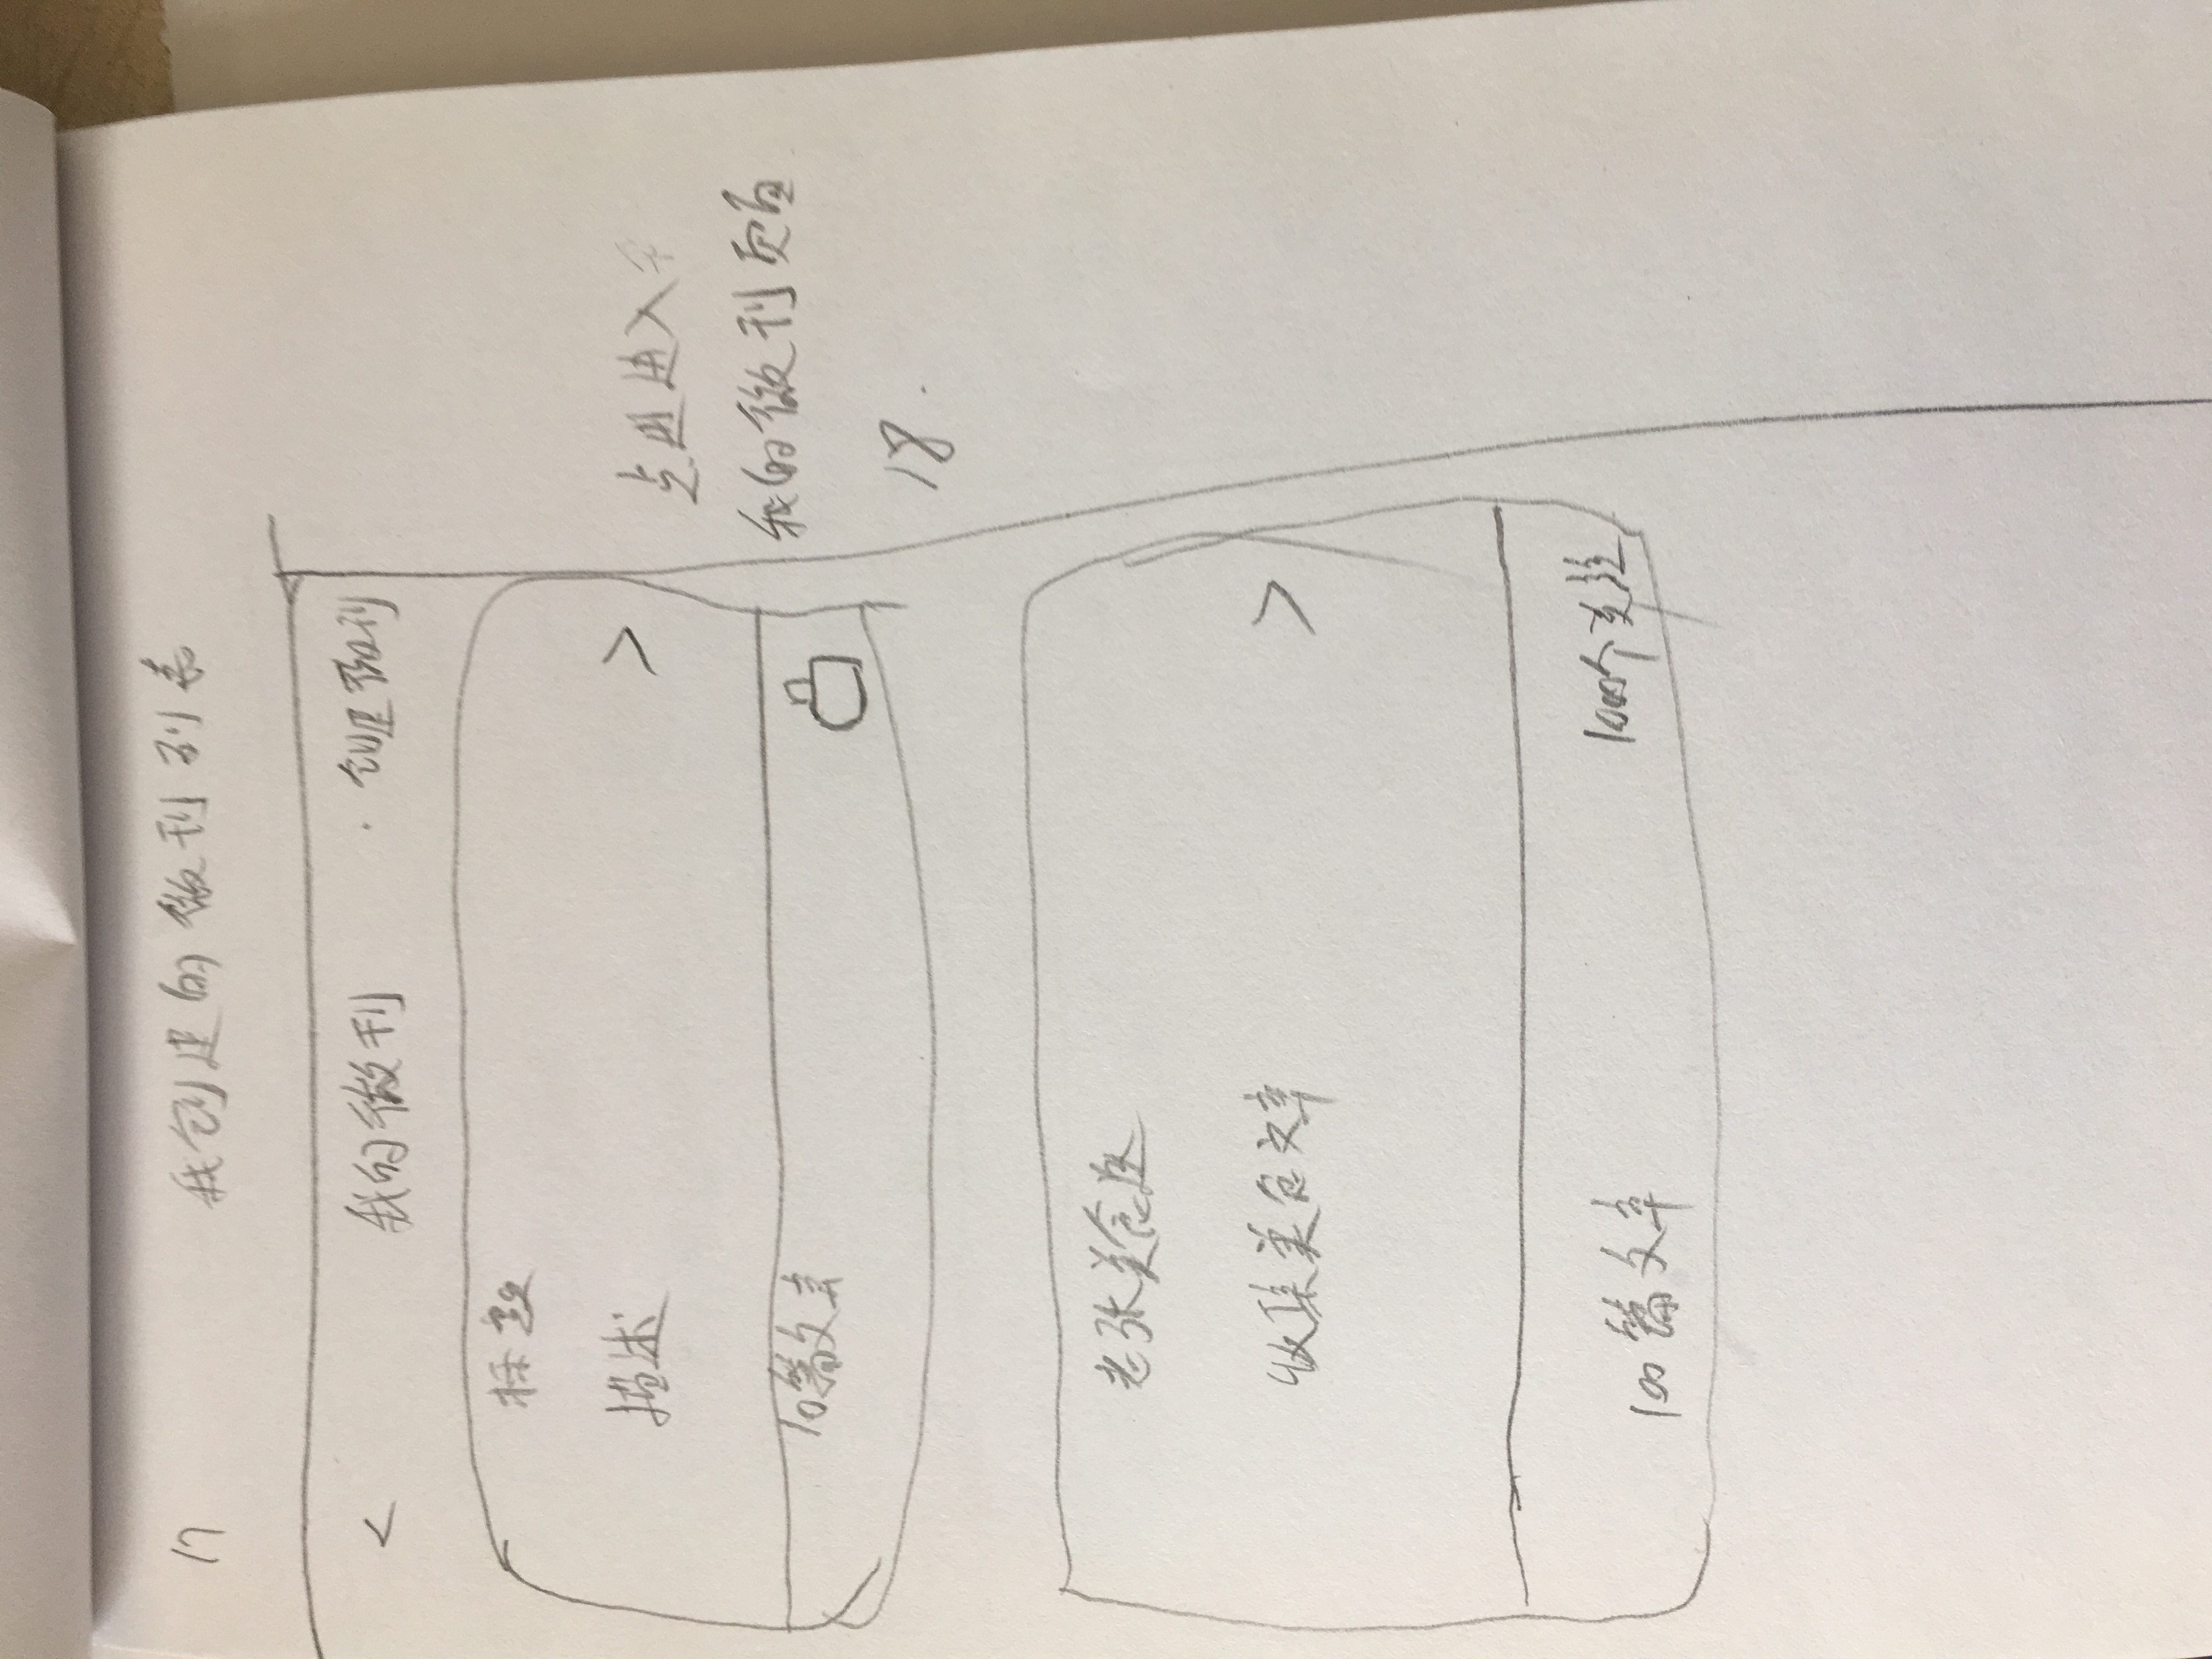 17 我创建的微刊列表
< 我的微刊 创建微刊
标题
描述 >
点进进入
我的微刊页面
10篇文章
18.
老张美食
收集美食文章 >
100篇文章 1000个关注